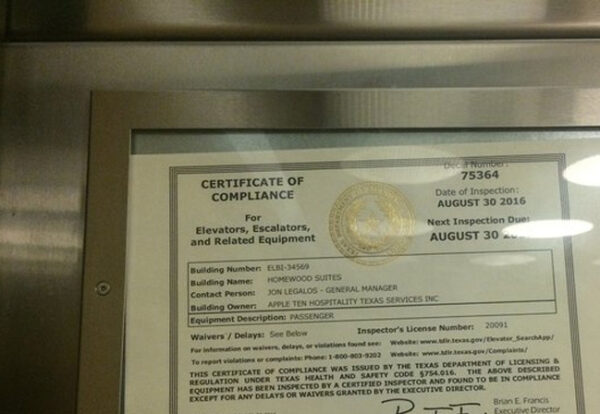 CERTIFICATE OF
COMPLIANCE
For
Elevators, Escalators,
and Related Equipment
Decal Number:
75364
Date of Inspection:
AUGUST 30 2016
Next Inspection Due:
AUGUST 30
Building Number: ELBI-34569
Building Name: HOMEWOOD SUITES
Contact Person: JON LEGALOS - GENERAL MANAGER
Building Owner: APPLE TEN HOSPITALITY TEXAS SERVICES INC
Equipment Description: PASSENGER
Waivers / Delays: See Below
Inspector's License Number: 20091
For information on waivers, delays, or violations found see: Website: www.tdlr.texas.gov/Elevator_SearchApp/
To report violations or complaints: Phone: 1-800-803-9202 Website: www.tdlr.texas.gov/Complaints/
THIS CERTIFICATE OF COMPLIANCE WAS ISSUED BY THE TEXAS DEPARTMENT OF LICENSING &
REGULATION UNDER TEXAS HEALTH AND SAFETY CODE §754.016. THE ABOVE DESCRIBED
EQUIPMENT HAS BEEN INSPECTED BY A CERTIFIED INSPECTOR AND FOUND TO BE IN COMPLIANCE
EXCEPT FOR ANY DELAYS OR WAIVERS GRANTED BY THE EXECUTIVE DIRECTOR.
Brian E. Francis
Executive Director